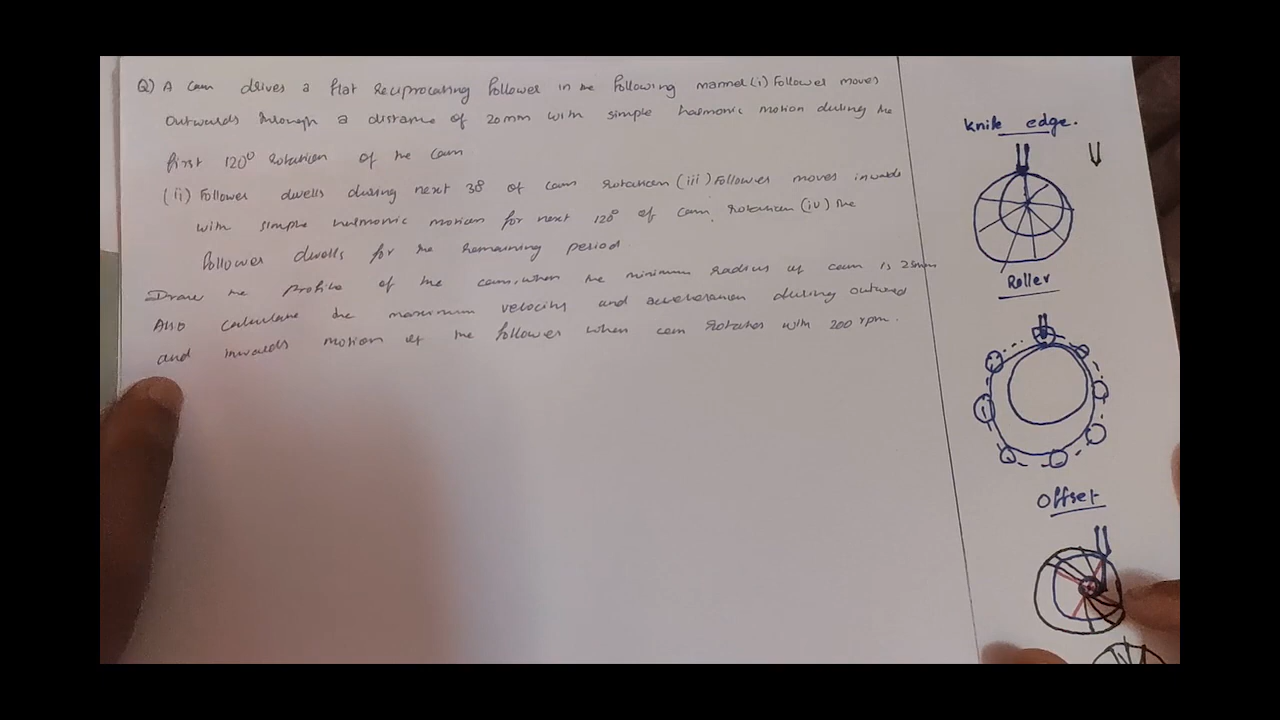 Q) A cam drives a flat reciprocating follower in the following manner (i) Follower moves
outwards through a distance of 20mm with simple harmonic motion during the
first 120° rotation of the cam
(ii) Follower dwells during next 30° of cam rotation (iii) Follower moves inwards
with simple harmonic motion for next 120° of cam rotation (iv) The
follower dwells for the remaining period.
Draw the profile of the cam, when the minimum radius of cam is 25mm
Also calculate the maximum velocity and acceleration during outward
and inwards motion of the follower when cam rotates with 200 rpm.
Knife edge.
Roller
Offset